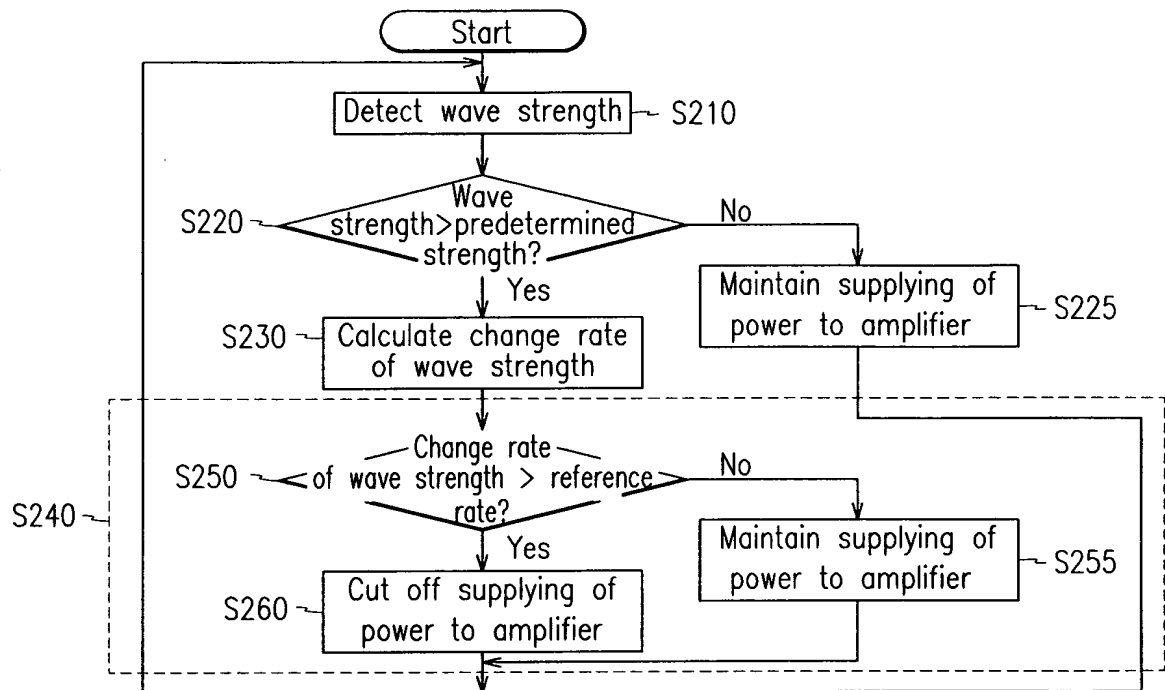 Start
Detect wave strength
S210
Wave
strength>predetermined
strength?
S220
No
Yes
Maintain supplying of
power to amplifier
S225
S230
Calculate change rate
of wave strength
Change rate
of wave strength > reference
rate?
S250
No
S240
Yes
Maintain supplying of
power to amplifier
S255
S260
Cut off supplying of
power to amplifier